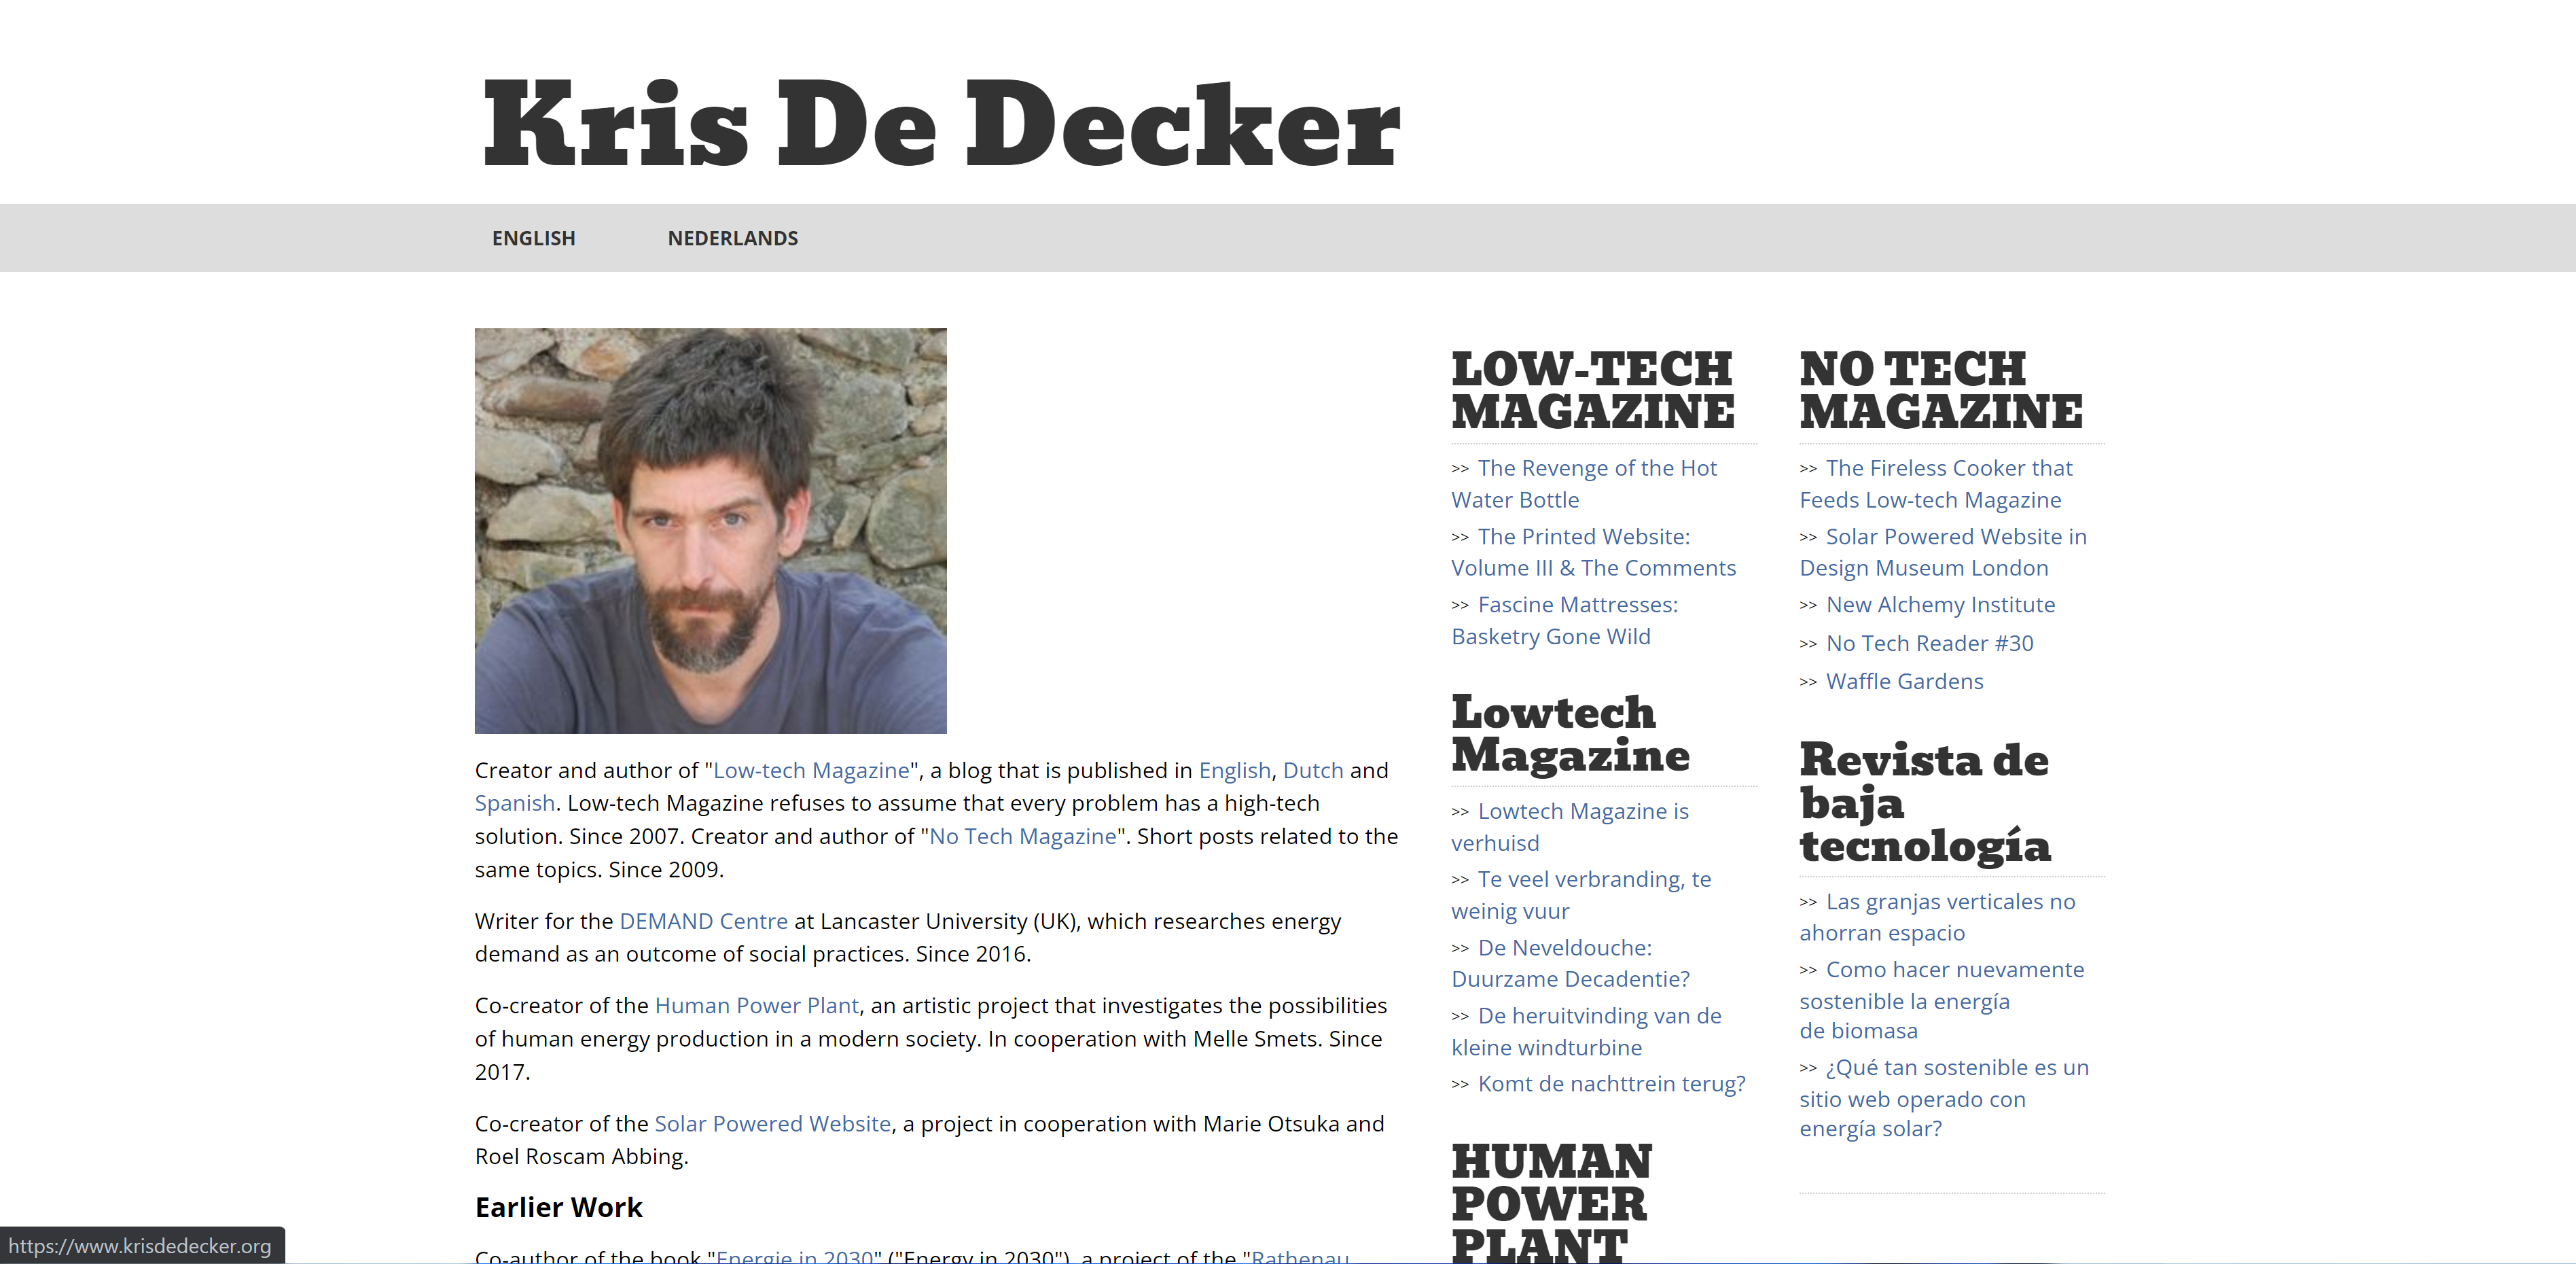 Kris De Decker
ENGLISH
NEDERLANDS
Creator and author of "Low-tech Magazine", a blog that is published in English, Dutch and
Spanish. Low-tech Magazine refuses to assume that every problem has a high-tech
solution. Since 2007. Creator and author of "No Tech Magazine". Short posts related to the
same topics. Since 2009.
Writer for the DEMAND Centre at Lancaster University (UK), which researches energy
demand as an outcome of social practices. Since 2016.
Co-creator of the Human Power Plant, an artistic project that investigates the possibilities
of human energy production in a modern society. In cooperation with Melle Smets. Since
2017.
Co-creator of the Solar Powered Website, a project in cooperation with Marie Otsuka and
Roel Roscam Abbing.
Earlier Work
Co-author of the book "Energie in 2030" ("Energy in 2030"), a project of the "Rathenau
LOW-TECH
MAGAZINE
>> The Revenge of the Hot
Water Bottle
>> The Printed Website:
Volume III & The Comments
>> Fascine Mattresses:
Basketry Gone Wild
Lowtech
Magazine
>> Lowtech Magazine is
verhuisd
>> Te veel verbranding, te
weinig vuur
>> De Neveldouche:
Duurzame Decadentie?
>> De heruitvinding van de
kleine windturbine
>> Komt de nachttrein terug?
HUMAN
POWER
PLANT
NO TECH
MAGAZINE
>> The Fireless Cooker that
Feeds Low-tech Magazine
>> Solar Powered Website in
Design Museum London
>> New Alchemy Institute
>> No Tech Reader #30
>> Waffle Gardens
Revista de
baja
tecnología
>> Las granjas verticales no
ahorran espacio
>> Como hacer nuevamente
sostenible la energía
de biomasa
>> ¿Qué tan sostenible es un
sitio web operado con
energía solar?
https://www.krisdedecker.org